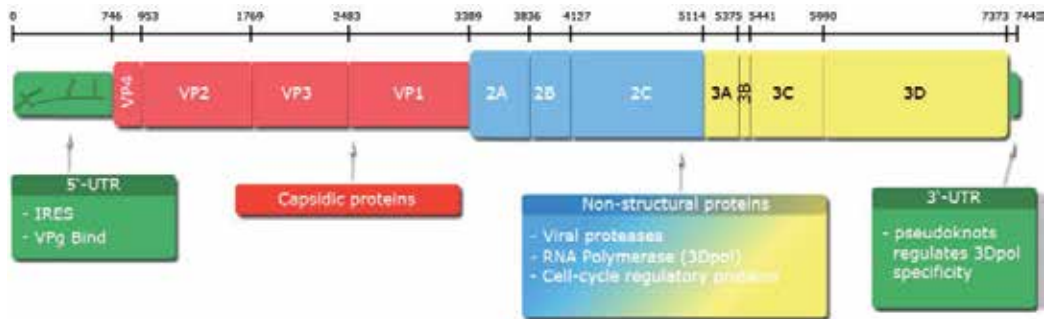 0 746 953 1769 2483 3389 3836 4127 5114 5375 5441 5990 7373
VP4 VP2 VP3 VP1 2A 2B 2C 3A 3B 3C 3D
5'-UTR
- IRES
- VPg Bind
Capsidic proteins
Non-structural proteins
- Viral proteases
- RNA Polymerase (3Dpol)
- Cell-cycle regulatory proteins
3'-UTR
- pseudoknots
regulates 3Dpol
specificity